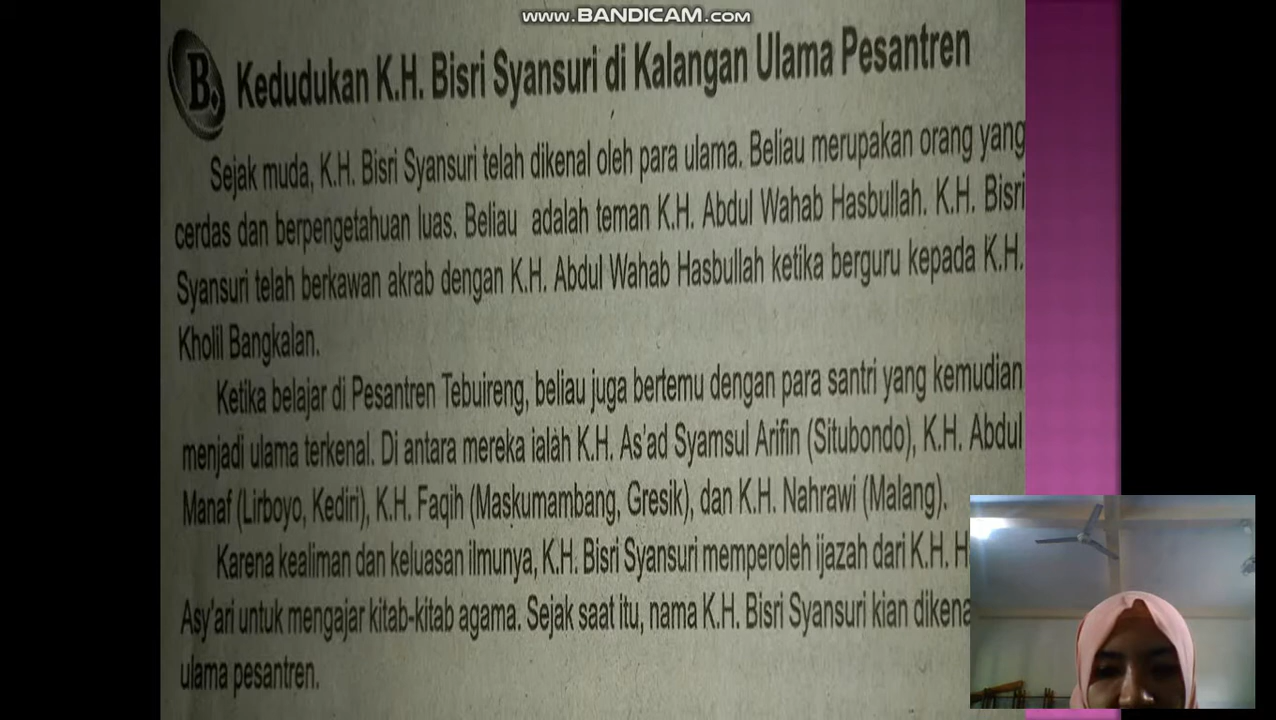 www.BANDICAM.com
B. Kedudukan K.H. Bisri Syansuri di Kalangan Ulama Pesantren
Sejak muda, K.H. Bisri Syansuri telah dikenal oleh para ulama. Beliau merupakan orang yang
cerdas dan berpengetahuan luas. Beliau adalah teman K.H. Abdul Wahab Hasbullah. K.H. Bisri
Syansuri telah berkawan akrab dengan K.H. Abdul Wahab Hasbullah ketika berguru kepada K.H.
Kholil Bangkalan.
Ketika belajar di Pesantren Tebuireng, beliau juga bertemu dengan para santri yang kemudian
menjadi ulama terkenal. Di antara mereka ialah K.H. As'ad Syamsul Arifin (Situbondo), K.H. Abdul
Manaf (Lirboyo, Kediri), K.H. Faqih (Maskumambang, Gresik), dan K.H. Nahrawi (Malang).
Karena kealiman dan keluasan ilmunya, K.H. Bisri Syansuri memperoleh ijazah dari K.H.
Asy'ari untuk mengajar kitab-kitab agama. Sejak saat itu, nama K.H. Bisri Syansuri kian
ulama pesantren.